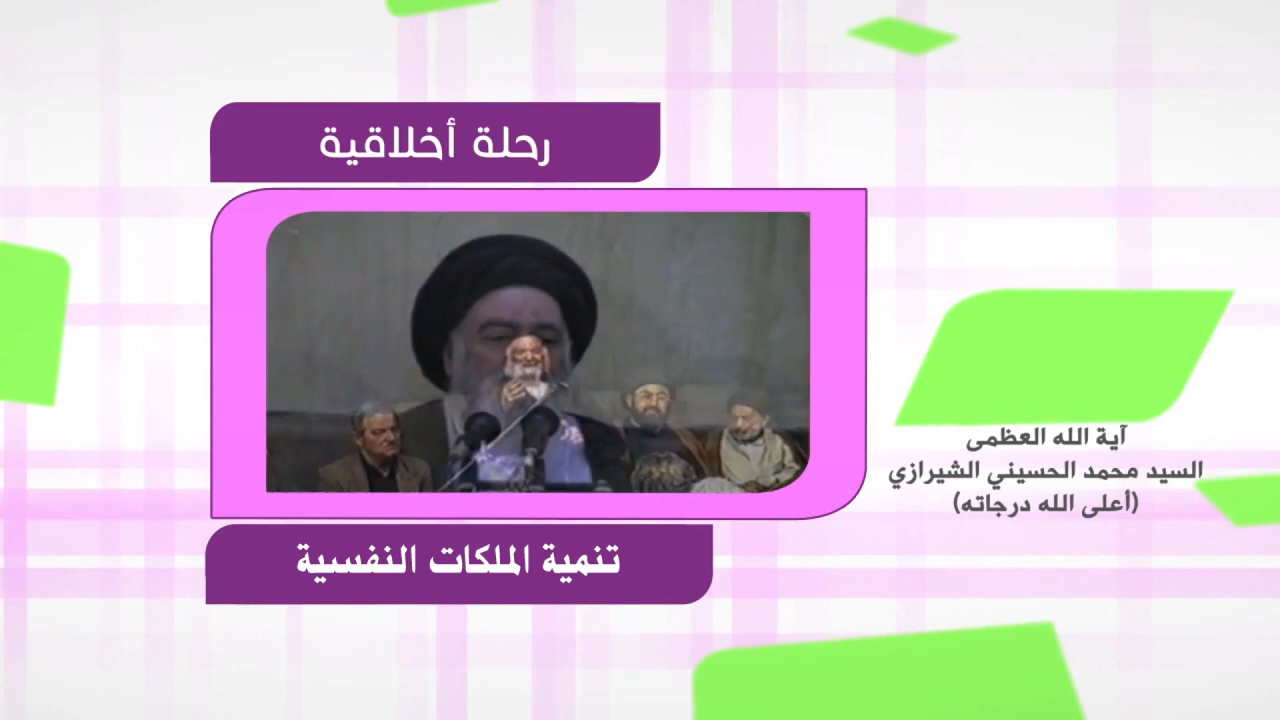 رحلة أخلاقية
آية الله العظمى
السيد محمد الحسيني الشيرازي
(أعلى الله درجاته)
تنمية الملكات النفسية